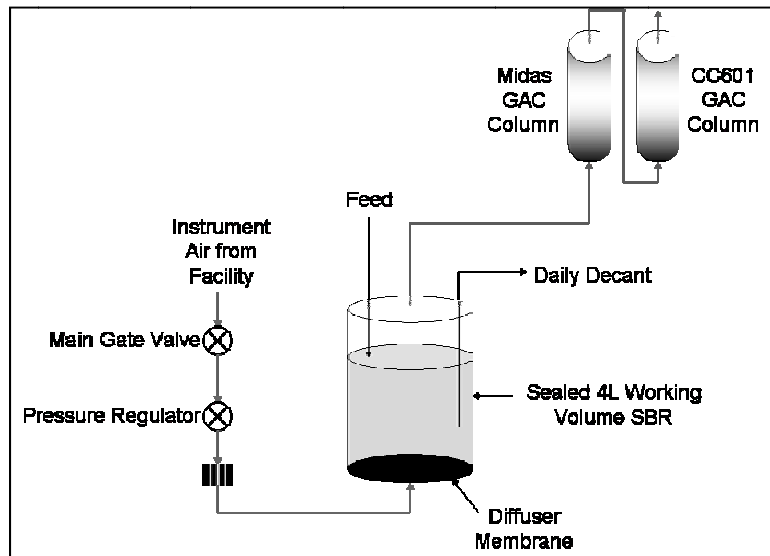 Midas
GAC
Column
CC601
GAC
Column
Feed
Instrument
Air from
Facility
Daily Decant
Main Gate Valve
Sealed 4L Working
Volume SBR
Pressure Regulator
Diffuser
Membrane